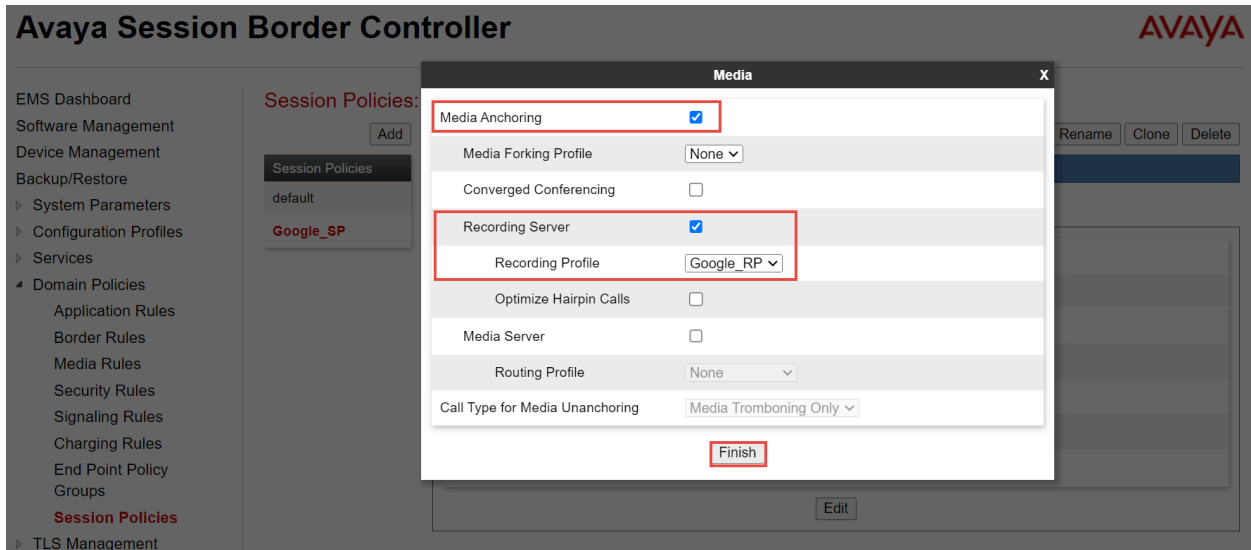 Avaya Session Border Controller
AVAYA
EMS Dashboard
Software Management
Device Management
Backup/Restore
System Parameters
Configuration Profiles
Services
Domain Policies
Application Rules
Border Rules
Media Rules
Security Rules
Signaling Rules
Charging Rules
End Point Policy
Groups
Session Policies
TLS Management
Session Policies:
Add
Rename Clone Delete
Session Policies
default
Google_SP
Media X
Media Anchoring
Media Forking Profile None
Converged Conferencing
Recording Server
Recording Profile Google_RP
Optimize Hairpin Calls
Media Server
Routing Profile None
Call Type for Media Unanchoring Media Tromboning Only
Finish
Edit